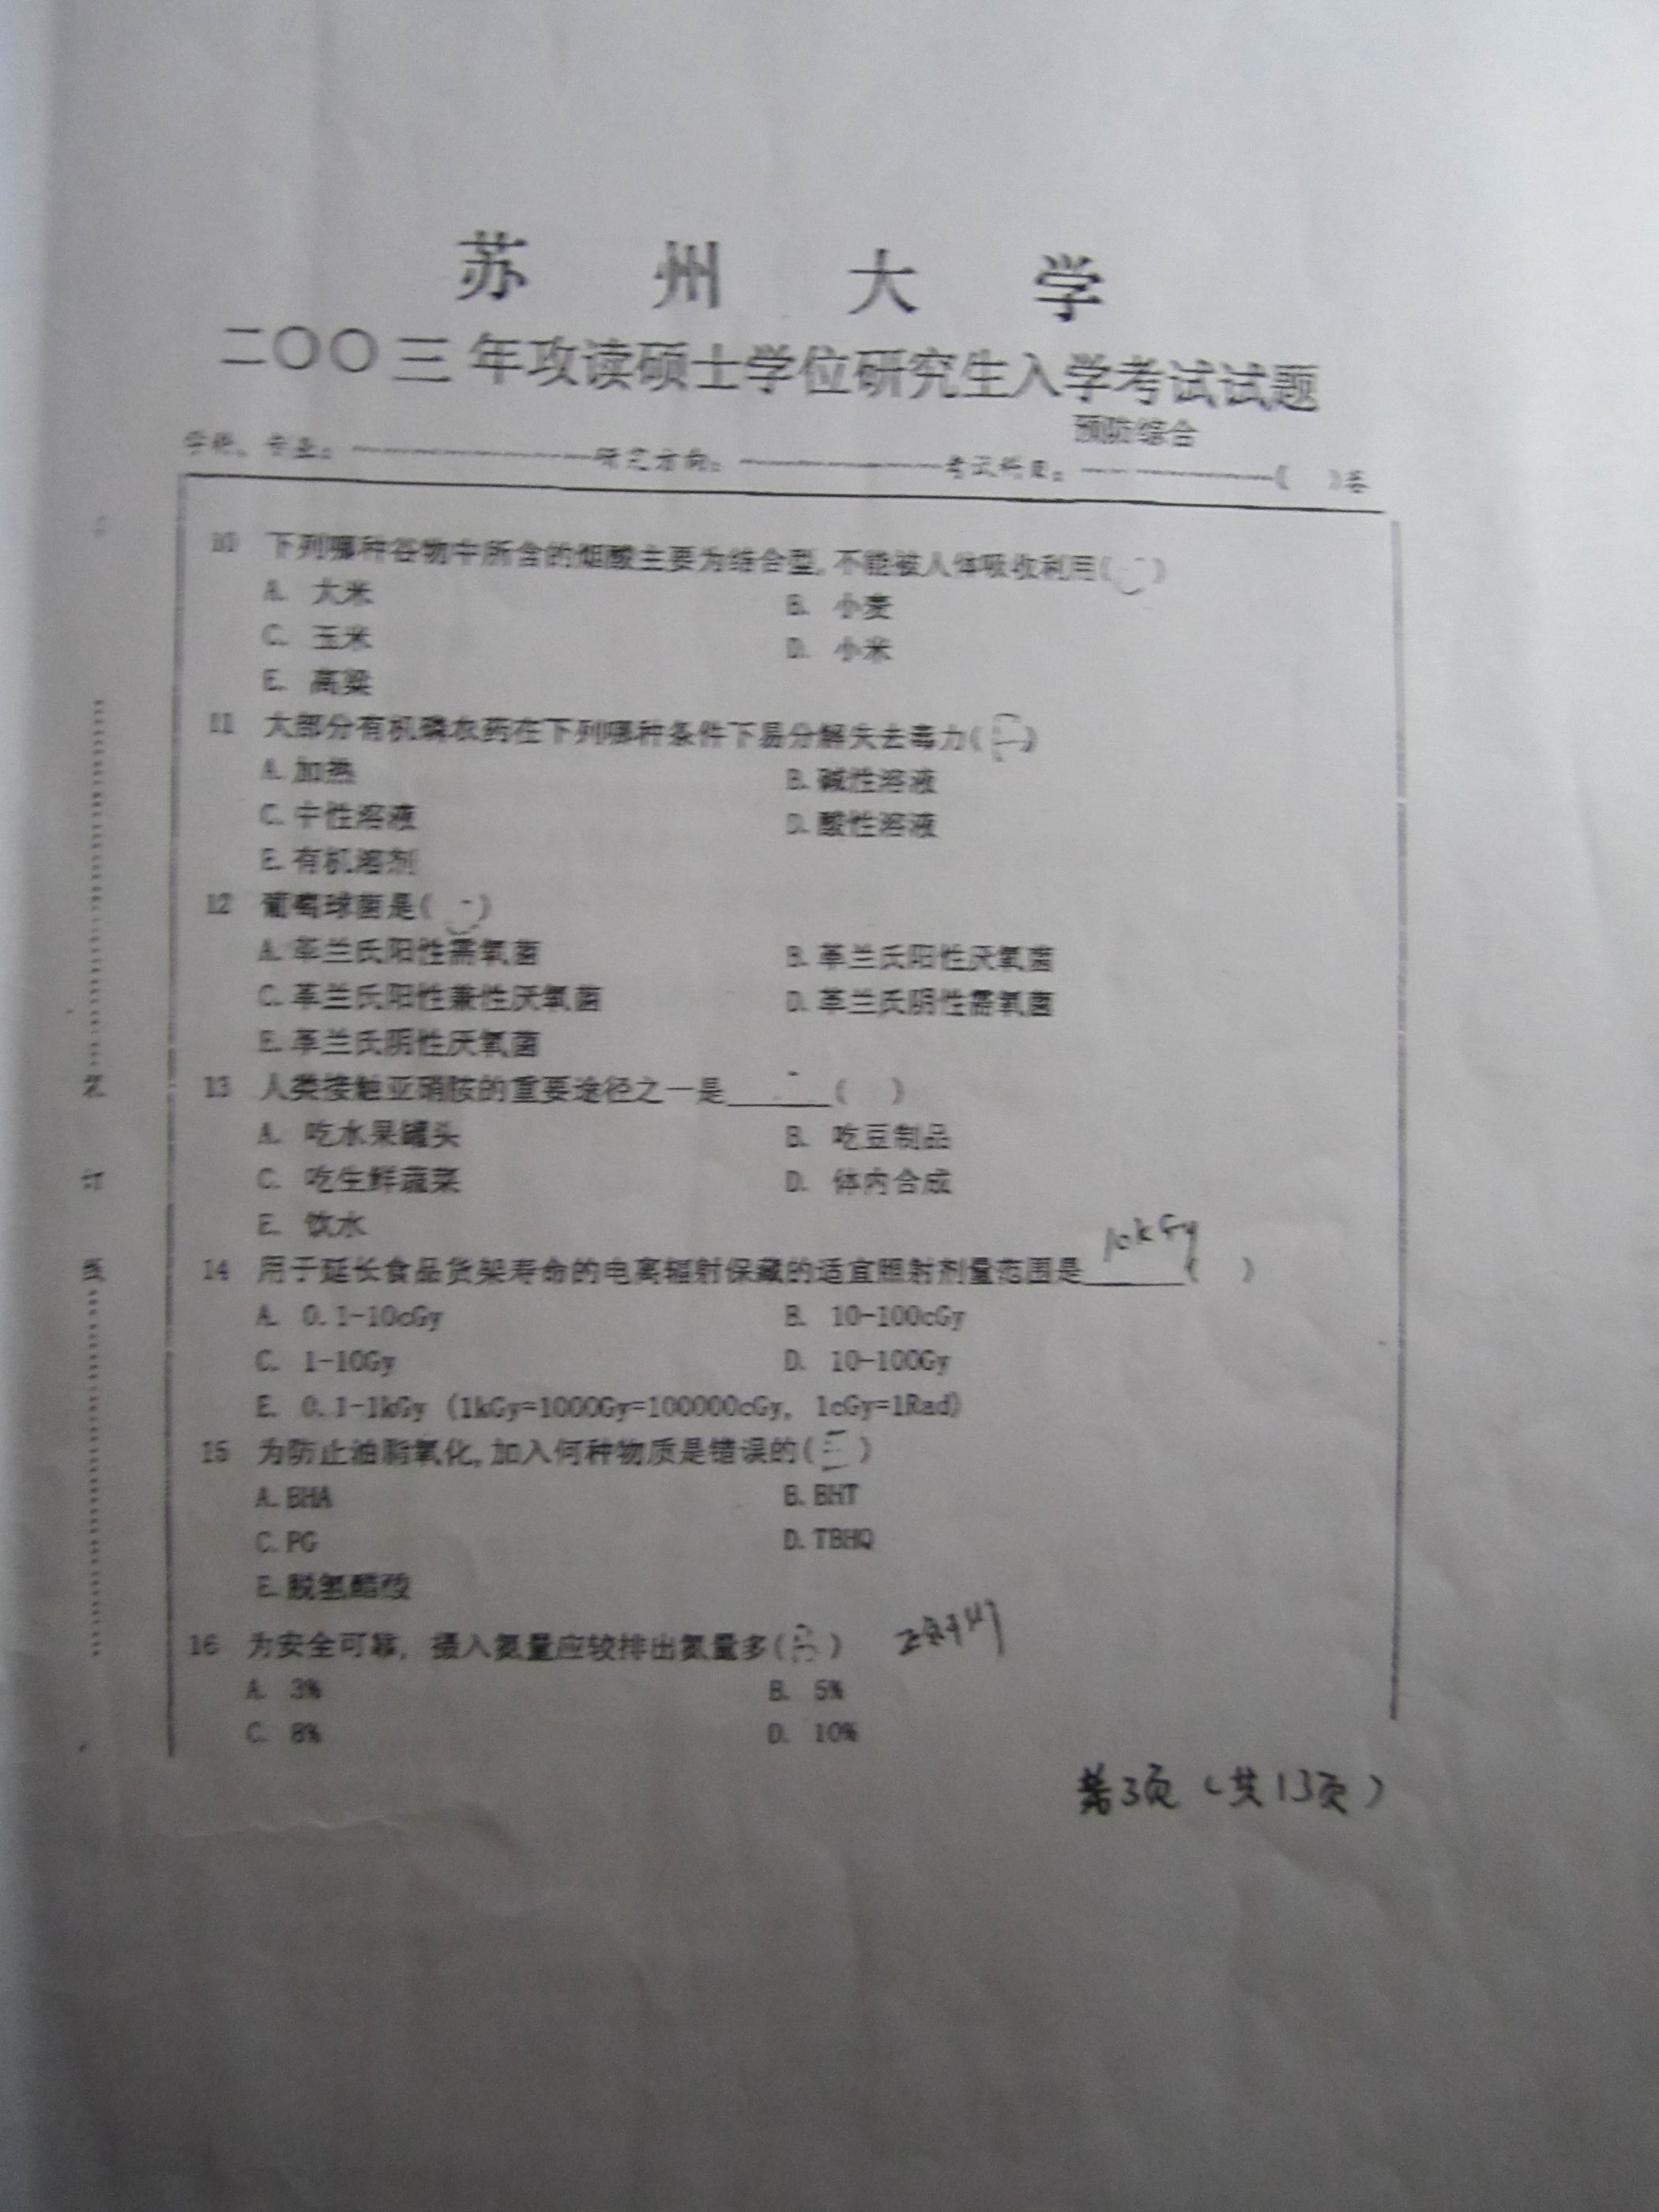 苏 州 大 学
二〇〇三年攻读硕士学位研究生入学考试试题
预防综合
学科、专业： 研究方向： 考试科目： ( )卷
10 下列哪种谷物中所含的烟酸主要为结合型,不能被人体吸收利用( )
A. 大米 B. 小麦
C. 玉米 D. 小米
E. 高粱
11 大部分有机磷农药在下列哪种条件下易分解失去毒力( )
A. 加热 B. 碱性溶液
C. 中性溶液 D. 酸性溶液
E. 有机溶剂
12 葡萄球菌是( )
A. 革兰氏阳性需氧菌 B. 革兰氏阳性厌氧菌
C. 革兰氏阳性兼性厌氧菌 D. 革兰氏阴性需氧菌
E. 革兰氏阴性厌氧菌
13 人类接触亚硝胺的重要途径之一是______( )
A. 吃水果罐头 B. 吃豆制品
C. 吃生鲜蔬菜 D. 体内合成
E. 饮水
10kGy
14 用于延长食品货架寿命的电离辐射保藏的适宜照射剂量范围是______( )
A. 0.1-10cGy B. 10-100cGy
C. 1-10Gy D. 10-100Gy
E. 0.1-1kGy (1kGy=1000Gy=100000cGy, 1cGy=1Rad)
15 为防止油脂氧化,加入何种物质是错误的( )
A. BHA B. BHT
C. PG D. TBHQ
E. 脱氢醋酸
16 为安全可靠, 摄入氮量应较排出氮量多( )
A. 3% B. 5%
C. 8% D. 10%
第3页（共13页）
装
订
线